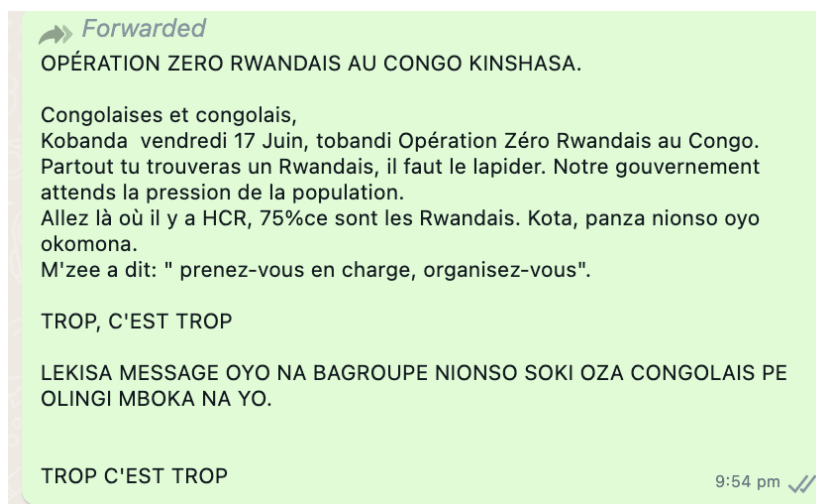 Forwarded
OPÉRATION ZERO RWANDAIS AU CONGO KINSHASA.
Congolaises et congolais,
Kobanda vendredi 17 Juin, tobandi Opération Zéro Rwandais au Congo.
Partout tu trouveras un Rwandais, il faut le lapider. Notre gouvernement
attends la pression de la population.
Allez là où il y a HCR, 75%ce sont les Rwandais. Kota, panza nionso oyo
okomona.
M'zee a dit: " prenez-vous en charge, organisez-vous".
TROP, C'EST TROP
LEKISA MESSAGE OYO NA BAGROUPE NIONSO SOKI OZA CONGOLAIS PE
OLINGI MBOKA NA YO.
TROP C'EST TROP
9:54 pm